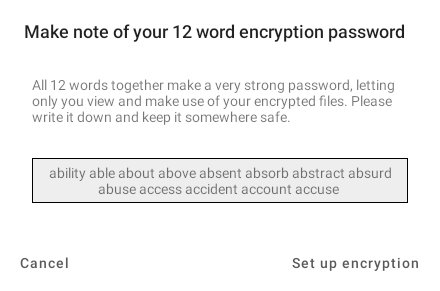 Make note of your 12 word encryption password
All 12 words together make a very strong password, letting
only you view and make use of your encrypted files. Please
write it down and keep it somewhere safe.
ability able about above absent absorb abstract absurd
abuse access accident account accuse
Cancel
Set up encryption